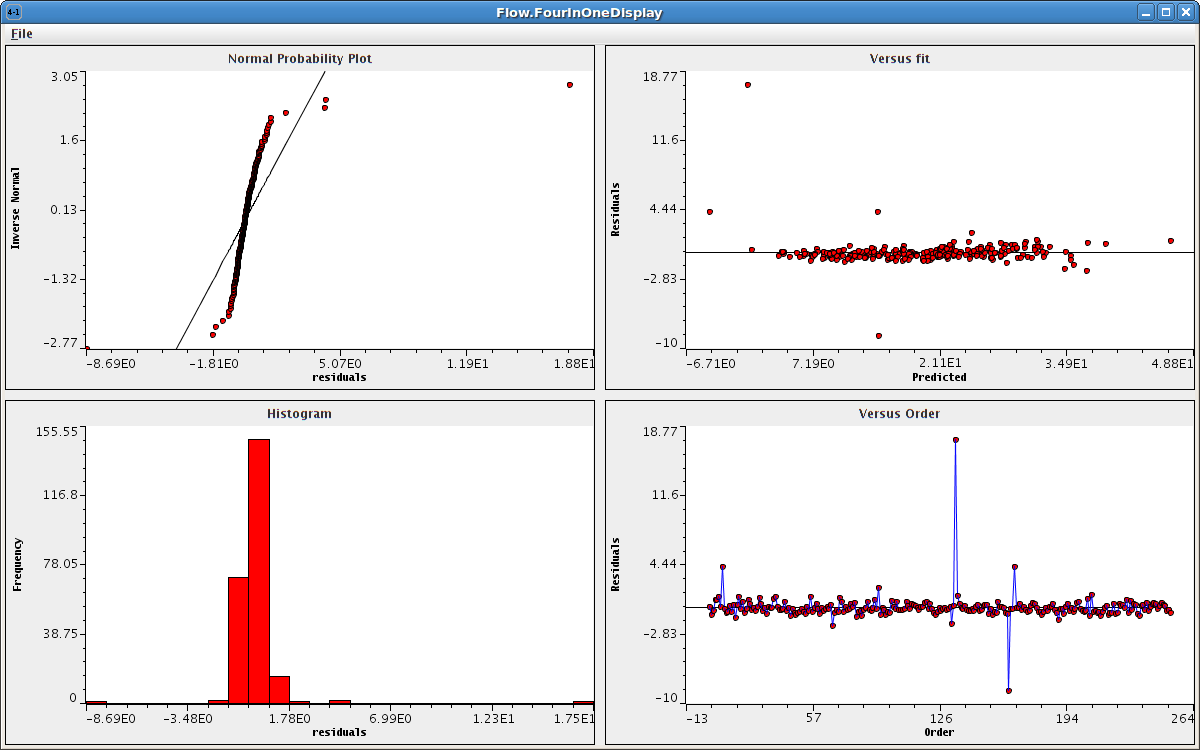 4-1
Flow.FourInOneDisplay
File
Normal Probability Plot
3.05
1.6
0.13
-1.32
-2.77
Inverse Normal
-8.69E0 -1.81E0 5.07E0 1.19E1 1.88E1
residuals
Versus fit
18.77
11.6
4.44
-2.83
-10
Residuals
-6.71E0 7.19E0 2.11E1 3.49E1 4.88E1
Predicted
Histogram
155.55
116.8
78.05
38.75
0
Frequency
-8.69E0 -3.48E0 1.78E0 6.99E0 1.23E1 1.75E1
residuals
Versus Order
18.77
11.6
4.44
-2.83
-10
Residuals
-13 57 126 194 264
Order